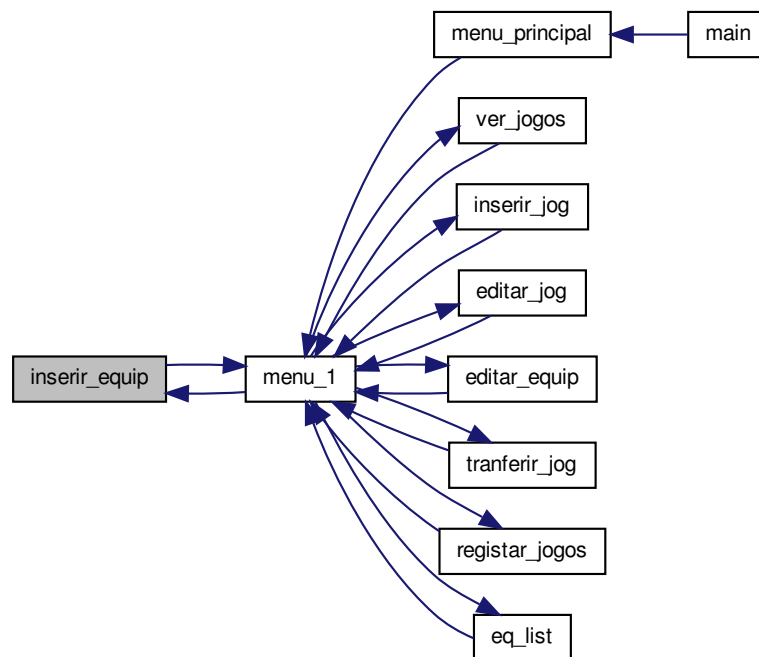 menu_principal
main
ver_jogos
inserir_jog
editar_jog
inserir_equip
menu_1
editar_equip
tranferir_jog
registar_jogos
eq_list